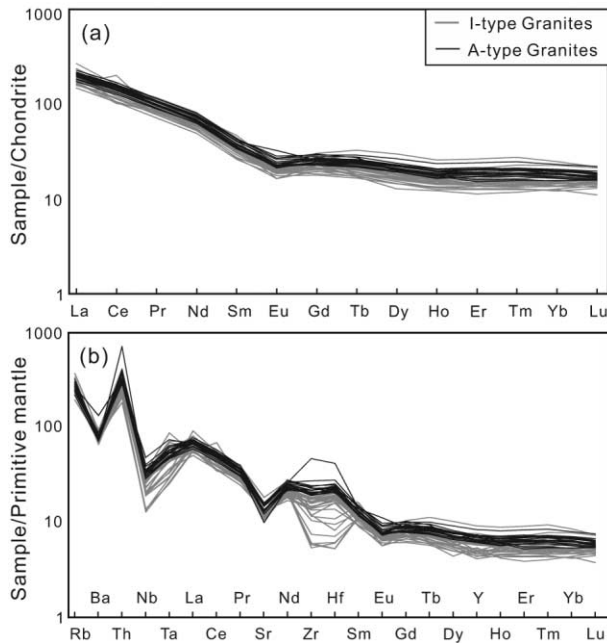 1000
(a)
I-type Granites
A-type Granites
100
Sample/Chondrite
10
1
La Ce Pr Nd Sm Eu Gd Tb Dy Ho Er Tm Yb Lu
1000
(b)
100
Sample/Primitive mantle
10
Ba Nb La Pr Nd Hf Eu Tb Y Er Yb
1
Rb Th Ta Ce Sr Zr Sm Gd Dy Ho Tm Lu